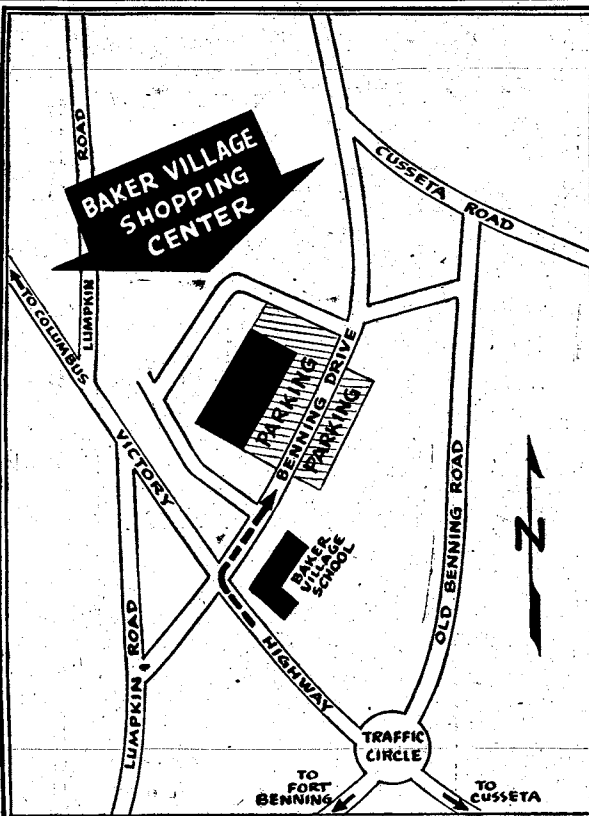 ROAD
LUMPKIN
BAKER VILLAGE
SHOPPING
CENTER
CUSSETA ROAD
TO COLUMBUS
VICTORY
HIGHWAY
PARKING
BENNING DRIVE
PARKING
BAKER
VILLAGE
SCHOOL
OLD BENNING ROAD
N
LUMPKIN ROAD
TRAFFIC
CIRCLE
TO
FORT
BENNING
TO
CUSSETA